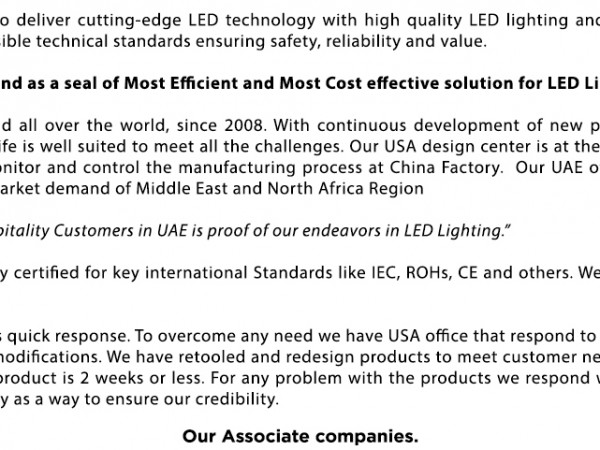 o deliver cutting-edge LED technology with high quality LED lighting and
sible technical standards ensuring safety, reliability and value.
nd as a seal of Most Efficient and Most Cost effective solution for LED Li
d all over the world, since 2008. With continuous development of new p
ife is well suited to meet all the challenges. Our USA design center is at the
onitor and control the manufacturing process at China Factory. Our UAE o
arket demand of Middle East and North Africa Region
pitality Customers in UAE is proof of our endeavors in LED Lighting.”
y certified for key international Standards like IEC, ROHs, CE and others. We
s quick response. To overcome any need we have USA office that respond to
modifications. We have retooled and redesign products to meet customer ne
product is 2 weeks or less. For any problem with the products we respond w
y as a way to ensure our credibility.
Our Associate companies.